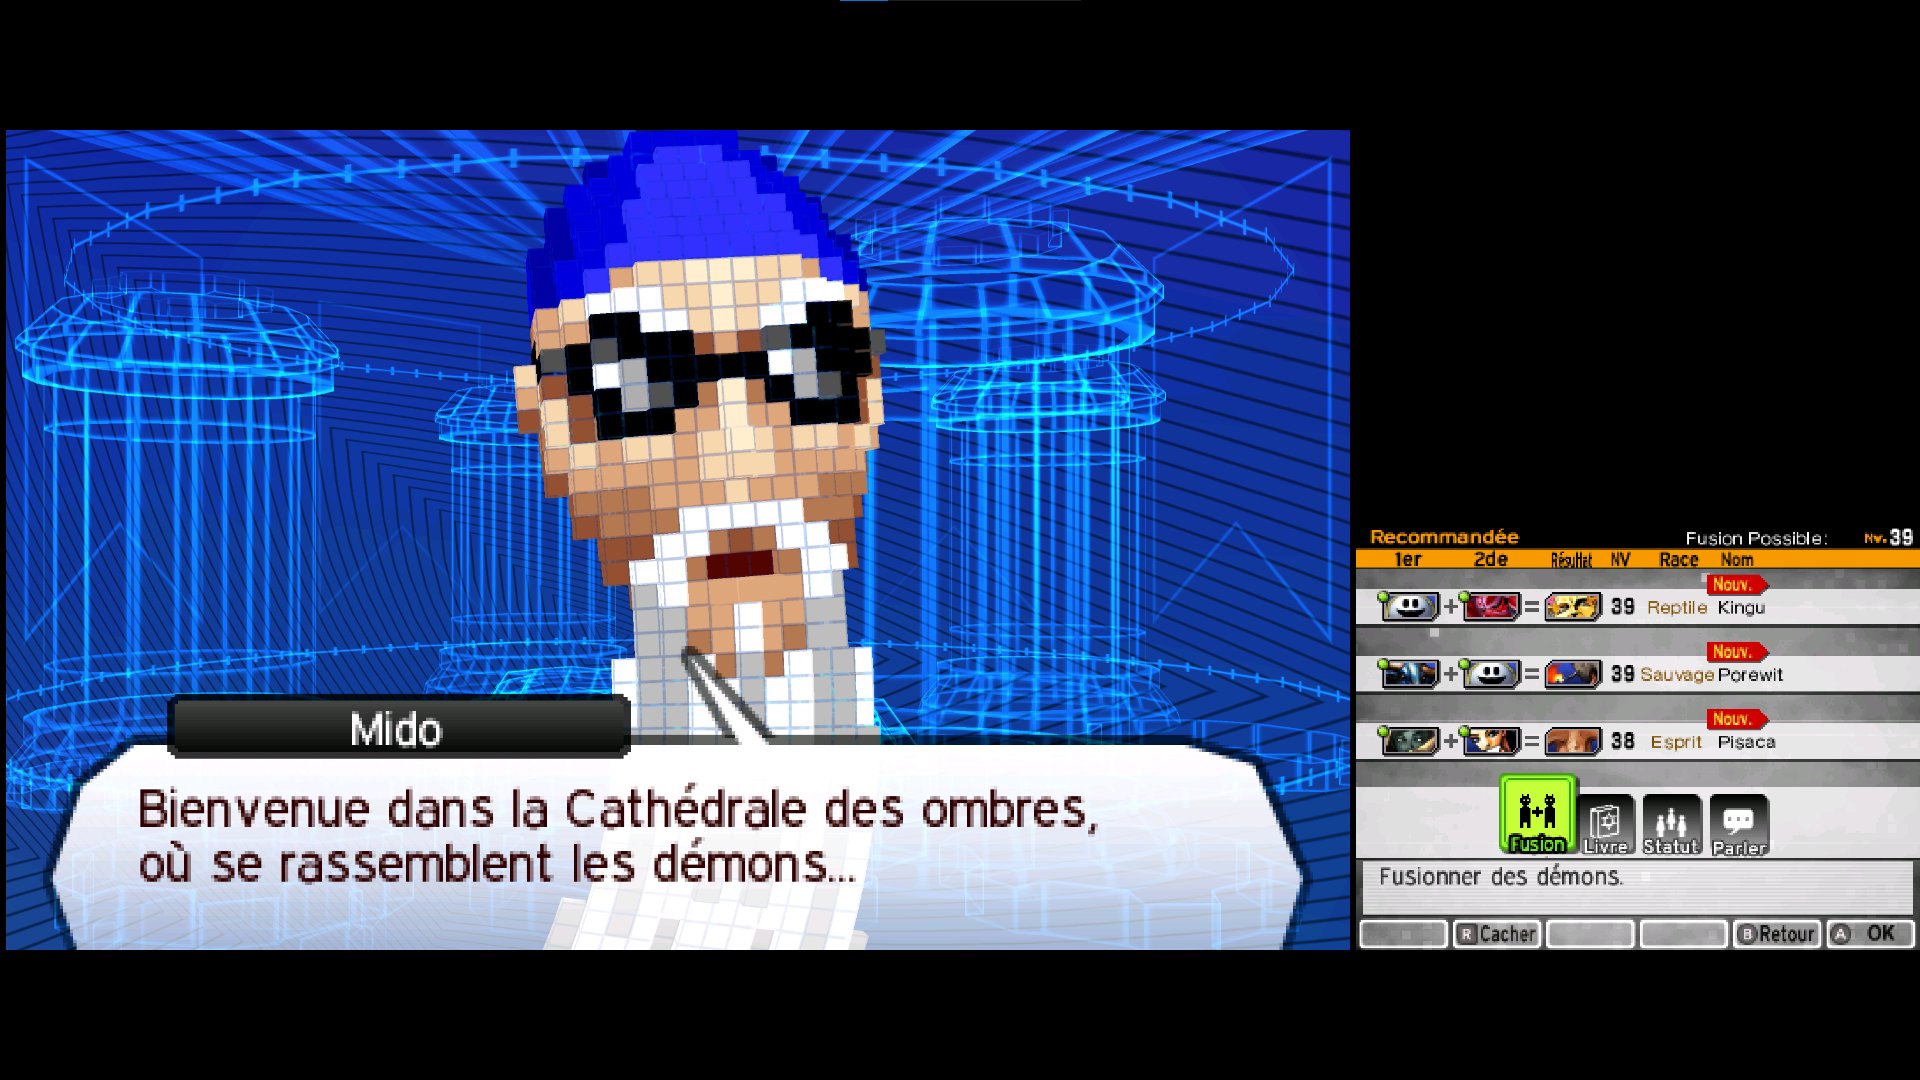 Mido
Bienvenue dans la Cathédrale des ombres,
où se rassemblent les démons...
Recommandée Fusion Possible: Nv.39
1er 2de Résultat NV Race Nom
Nouv.
+ = 39 Reptile Kingu
Nouv.
+ = 39 Sauvage Porewit
Nouv.
+ = 38 Esprit Pisaca
Fusion Livre Statut Parler
Fusionner des démons.
R Cacher B Retour A OK